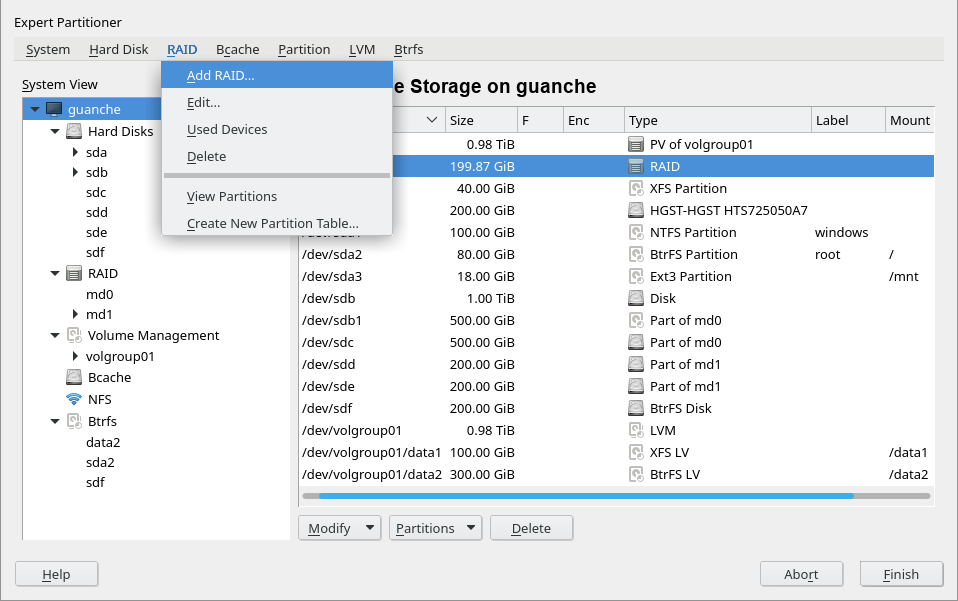 Expert Partitioner
System Hard Disk RAID Bcache Partition LVM Btrfs
System View
guanche
Hard Disks
sda
sdb
sdc
sdd
sde
sdf
RAID
md0
md1
Volume Management
volgroup01
Bcache
NFS
Btrfs
data2
sda2
sdf
Add RAID...
Edit...
Used Devices
Delete
View Partitions
Create New Partition Table...
Storage on guanche
Size F Enc Type Label Mount
0.98 TiB PV of volgroup01
199.87 GiB RAID
40.00 GiB XFS Partition
200.00 GiB HGST-HGST HTS725050A7
100.00 GiB NTFS Partition windows
/dev/sda2 80.00 GiB BtrFS Partition root /
/dev/sda3 18.00 GiB Ext3 Partition /mnt
/dev/sdb 1.00 TiB Disk
/dev/sdb1 500.00 GiB Part of md0
/dev/sdc 500.00 GiB Part of md0
/dev/sdd 200.00 GiB Part of md1
/dev/sde 200.00 GiB Part of md1
/dev/sdf 200.00 GiB BtrFS Disk
/dev/volgroup01 0.98 TiB LVM
/dev/volgroup01/data1 100.00 GiB XFS LV /data1
/dev/volgroup01/data2 300.00 GiB BtrFS LV /data2
Modify Partitions Delete
Help Abort Finish